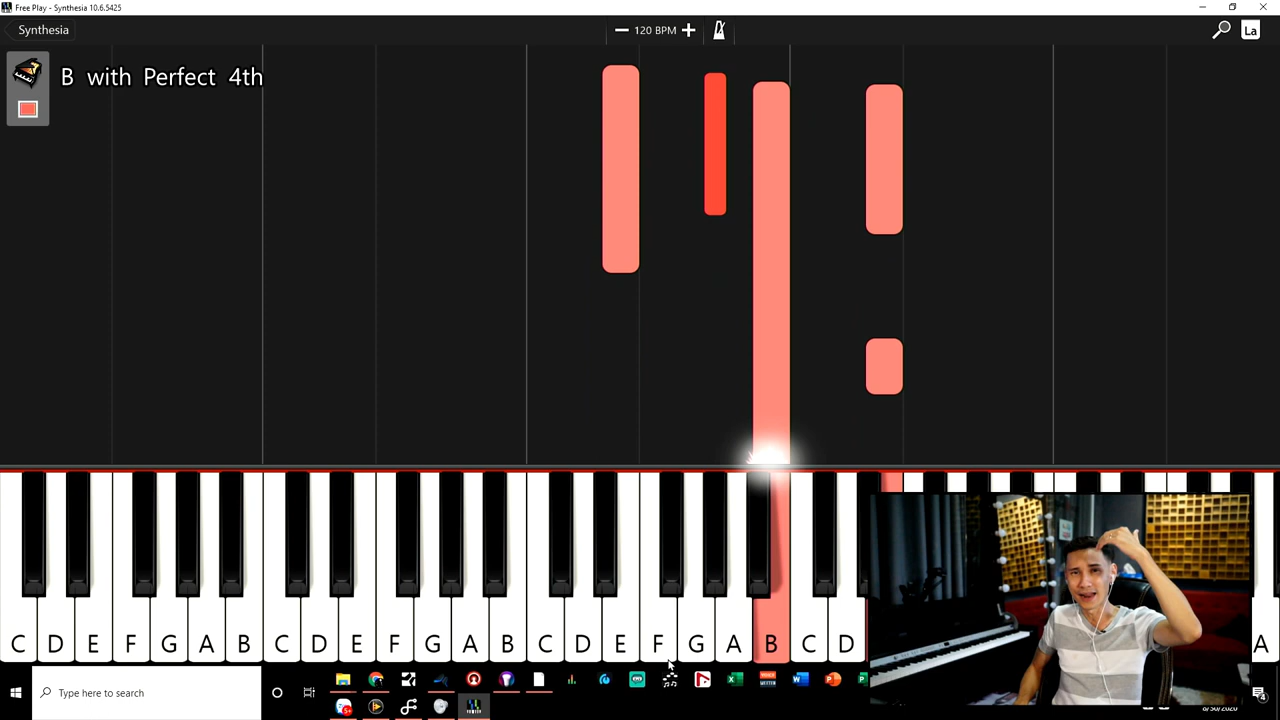 Free Play - Synthesia 10.6.5425
Synthesia
120 BPM
La
B with Perfect 4th
C D E F G A B C D E F G A B C D E F G A B C D A
Type here to search